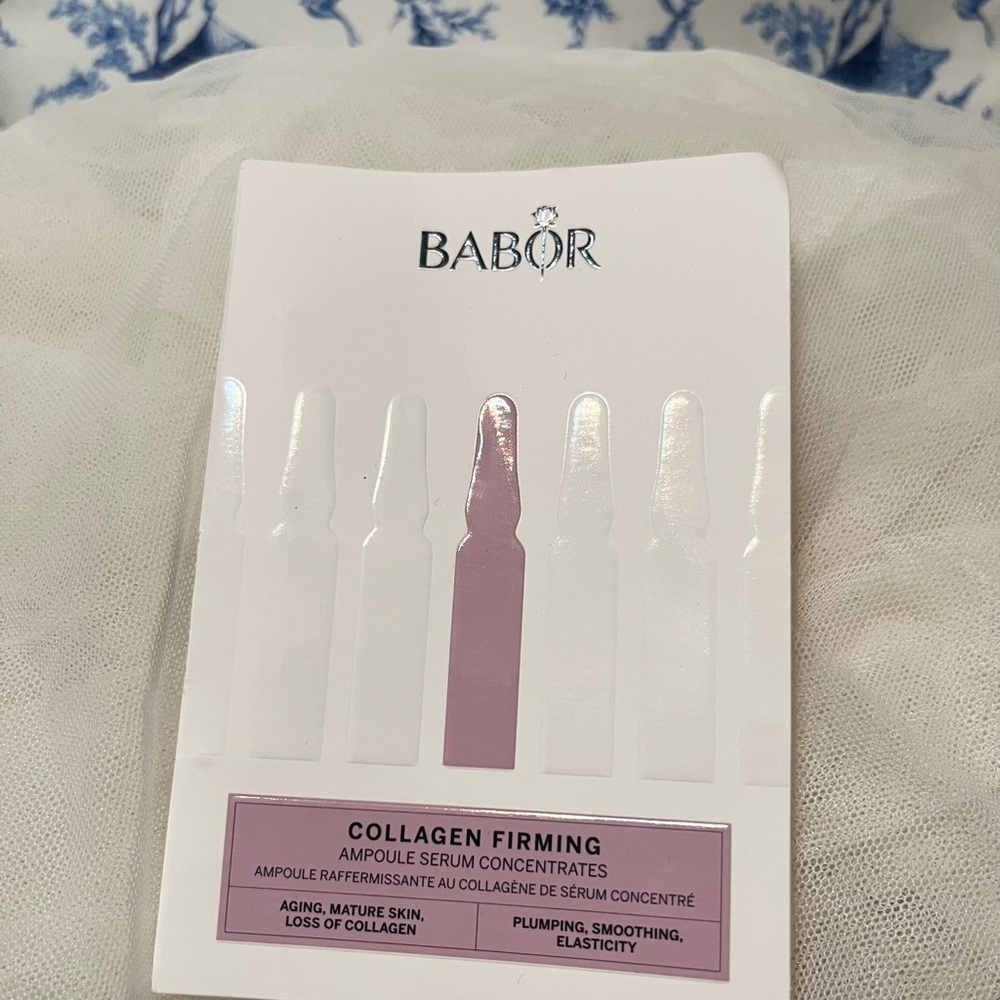 BABOR
COLLAGEN FIRMING
AMPOULE SERUM CONCENTRATES
AMPOULE RAFFERMISSANTE AU COLLAGÈNE DE SÉRUM CONCENTRÉ
AGING, MATURE SKIN,
LOSS OF COLLAGEN
PLUMPING, SMOOTHING,
ELASTICITY